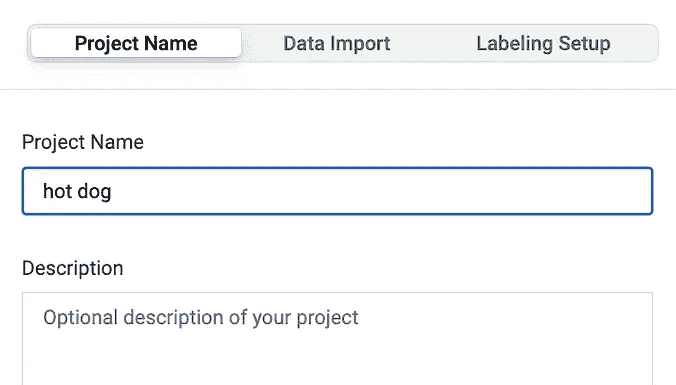 Project Name Data Import Labeling Setup
Project Name
hot dog
Description
Optional description of your project